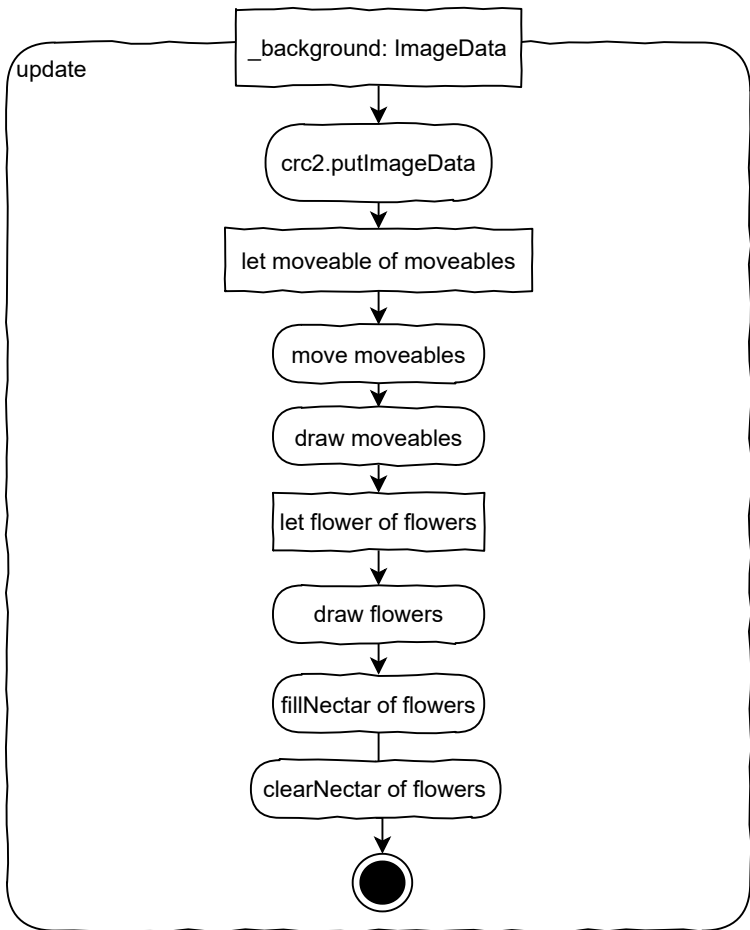 _background: ImageData
update
crc2.putImageData
let moveable of moveables
move moveables
draw moveables
let flower of flowers
draw flowers
fillNectar of flowers
clearNectar of flowers